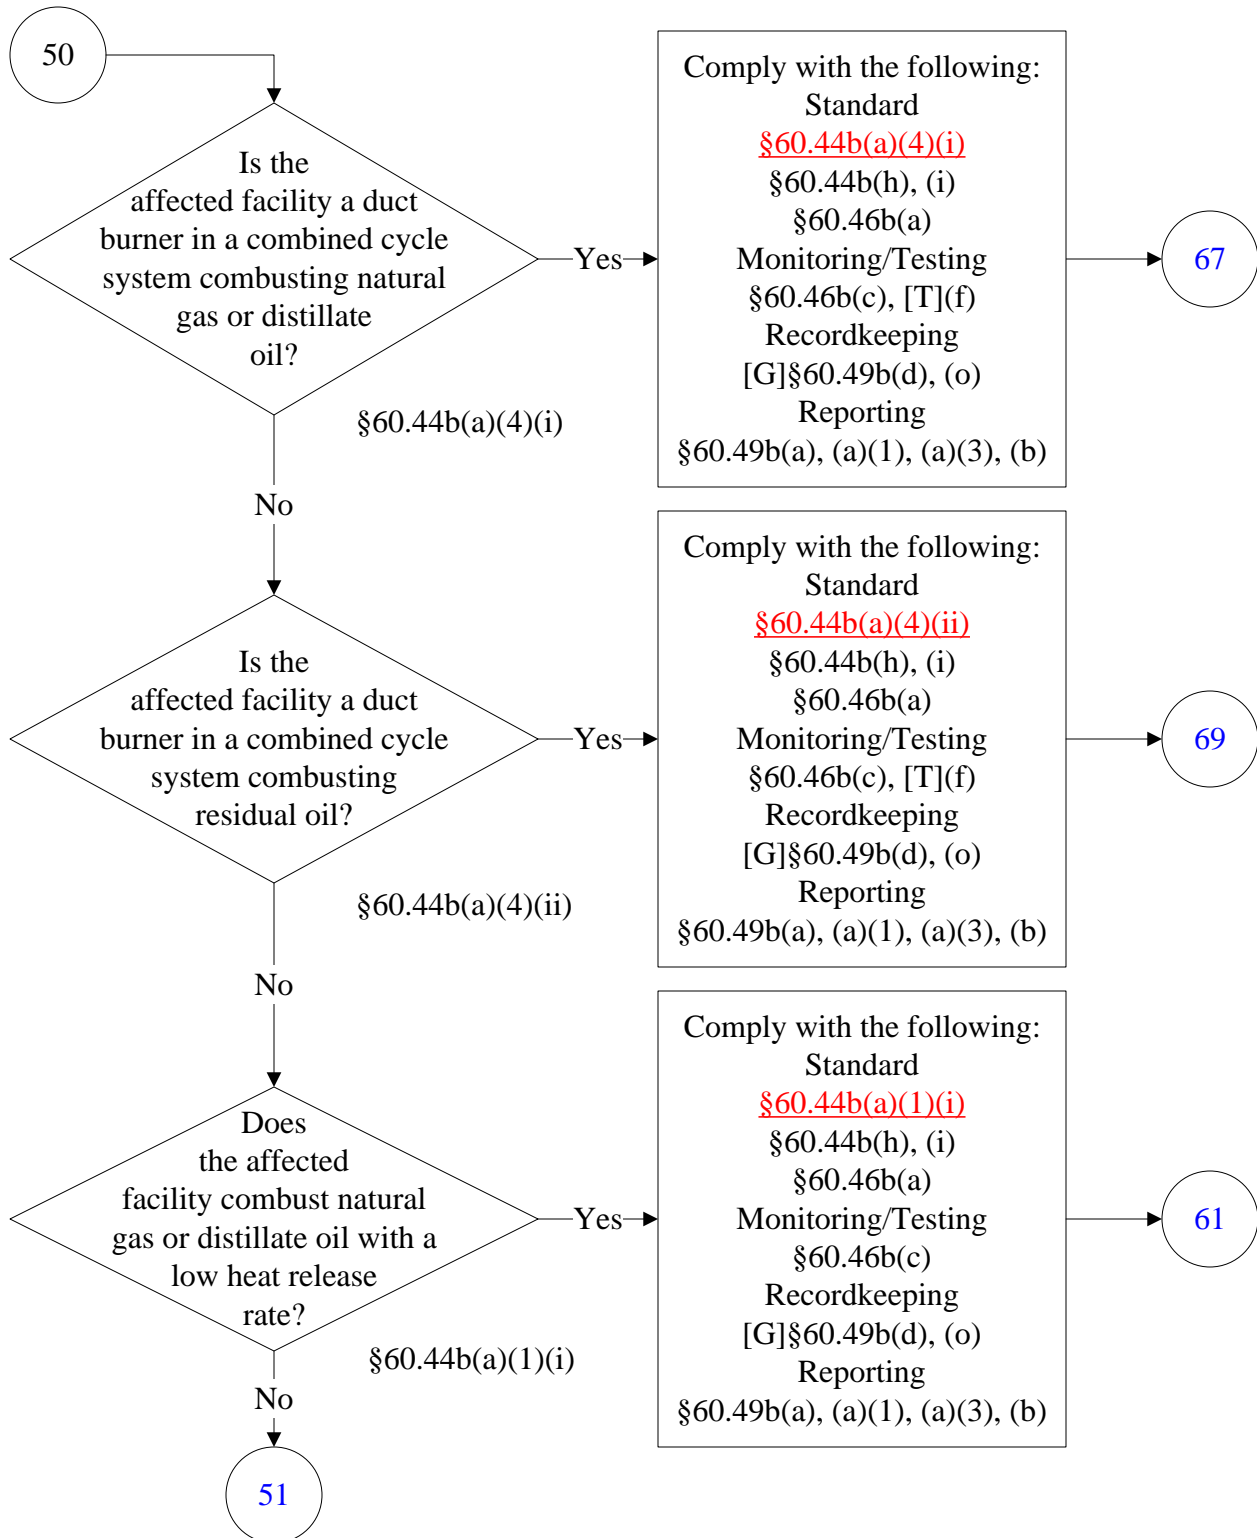 50
Is the
affected facility a duct
burner in a combined cycle
system combusting natural
gas or distillate
oil?
§60.44b(a)(4)(i)
Yes
Comply with the following:
Standard
§60.44b(a)(4)(i)
§60.44b(h), (i)
§60.46b(a)
Monitoring/Testing
§60.46b(c), [T](f)
Recordkeeping
[G]§60.49b(d), (o)
Reporting
§60.49b(a), (a)(1), (a)(3), (b)
67
No
Is the
affected facility a duct
burner in a combined cycle
system combusting
residual oil?
§60.44b(a)(4)(ii)
Yes
Comply with the following:
Standard
§60.44b(a)(4)(ii)
§60.44b(h), (i)
§60.46b(a)
Monitoring/Testing
§60.46b(c), [T](f)
Recordkeeping
[G]§60.49b(d), (o)
Reporting
§60.49b(a), (a)(1), (a)(3), (b)
69
No
Does
the affected
facility combust natural
gas or distillate oil with a
low heat release
rate?
§60.44b(a)(1)(i)
Yes
Comply with the following:
Standard
§60.44b(a)(1)(i)
§60.44b(h), (i)
§60.46b(a)
Monitoring/Testing
§60.46b(c)
Recordkeeping
[G]§60.49b(d), (o)
Reporting
§60.49b(a), (a)(1), (a)(3), (b)
61
No
51